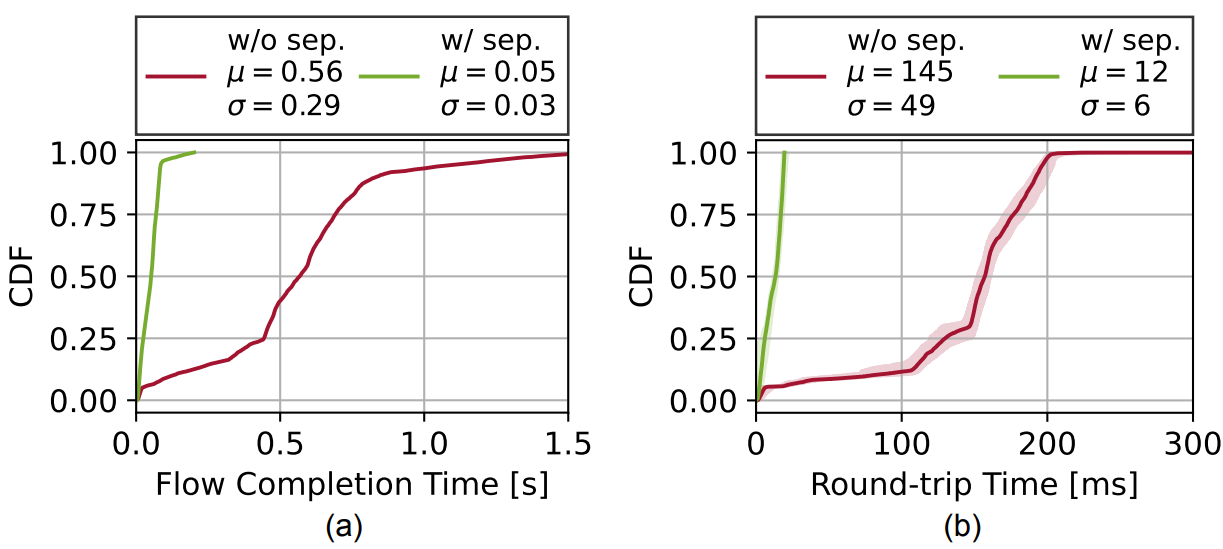 w/o sep.
μ = 0.56
σ = 0.29
w/ sep.
μ = 0.05
σ = 0.03
CDF
1.00
0.75
0.50
0.25
0.00
0.0 0.5 1.0 1.5
Flow Completion Time [s]
(a)
w/o sep.
μ = 145
σ = 49
w/ sep.
μ = 12
σ = 6
CDF
1.00
0.75
0.50
0.25
0.00
0 100 200 300
Round-trip Time [ms]
(b)